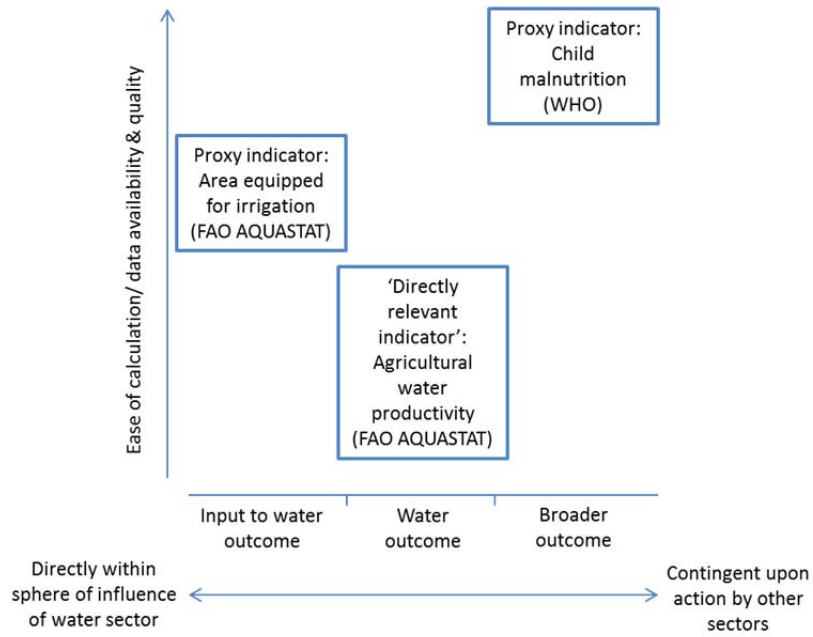 Ease of calculation/ data availability & quality
Proxy indicator:
Child
malnutrition
(WHO)
Proxy indicator:
Area equipped
for irrigation
(FAO AQUASTAT)
‘Directly
relevant
indicator’:
Agricultural
water
productivity
(FAO AQUASTAT)
Input to water
outcome
Water
outcome
Broader
outcome
Directly within
sphere of influence
of water sector
Contingent upon
action by other
sectors